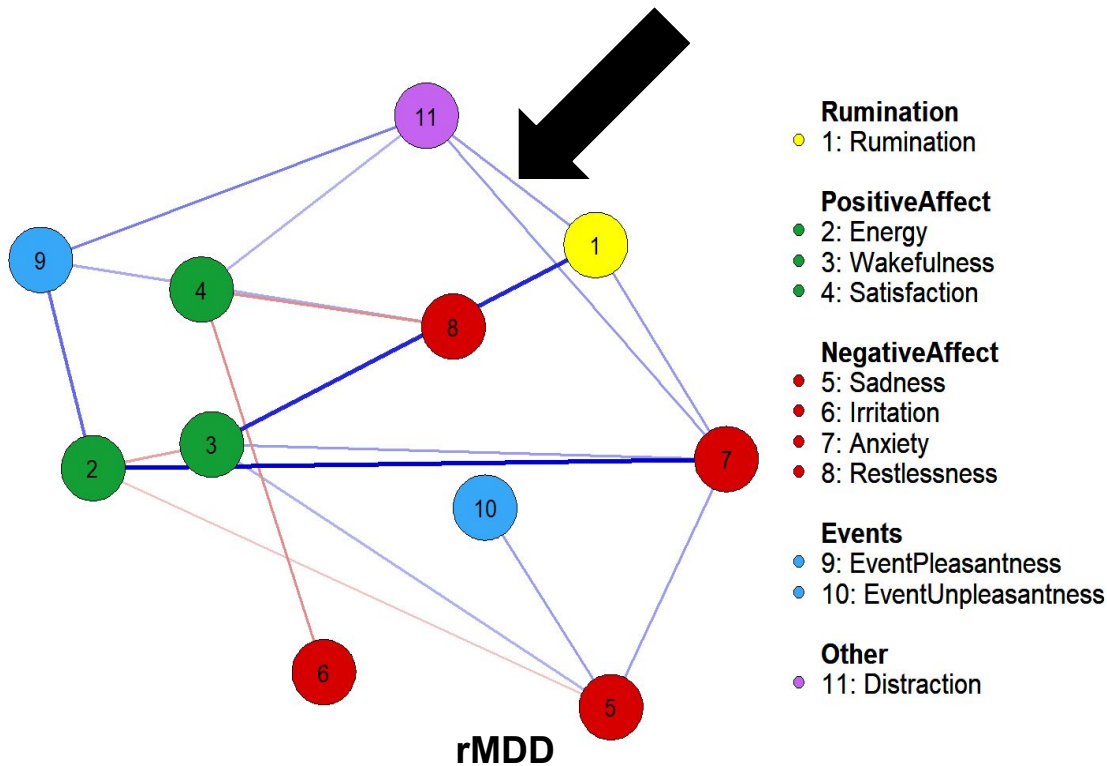 11
1
9
4
8
3
2
7
10
6
5
rMDD
Rumination
1: Rumination
PositiveAffect
2: Energy
3: Wakefulness
4: Satisfaction
NegativeAffect
5: Sadness
6: Irritation
7: Anxiety
8: Restlessness
Events
9: EventPleasantness
10: EventUnpleasantness
Other
11: Distraction